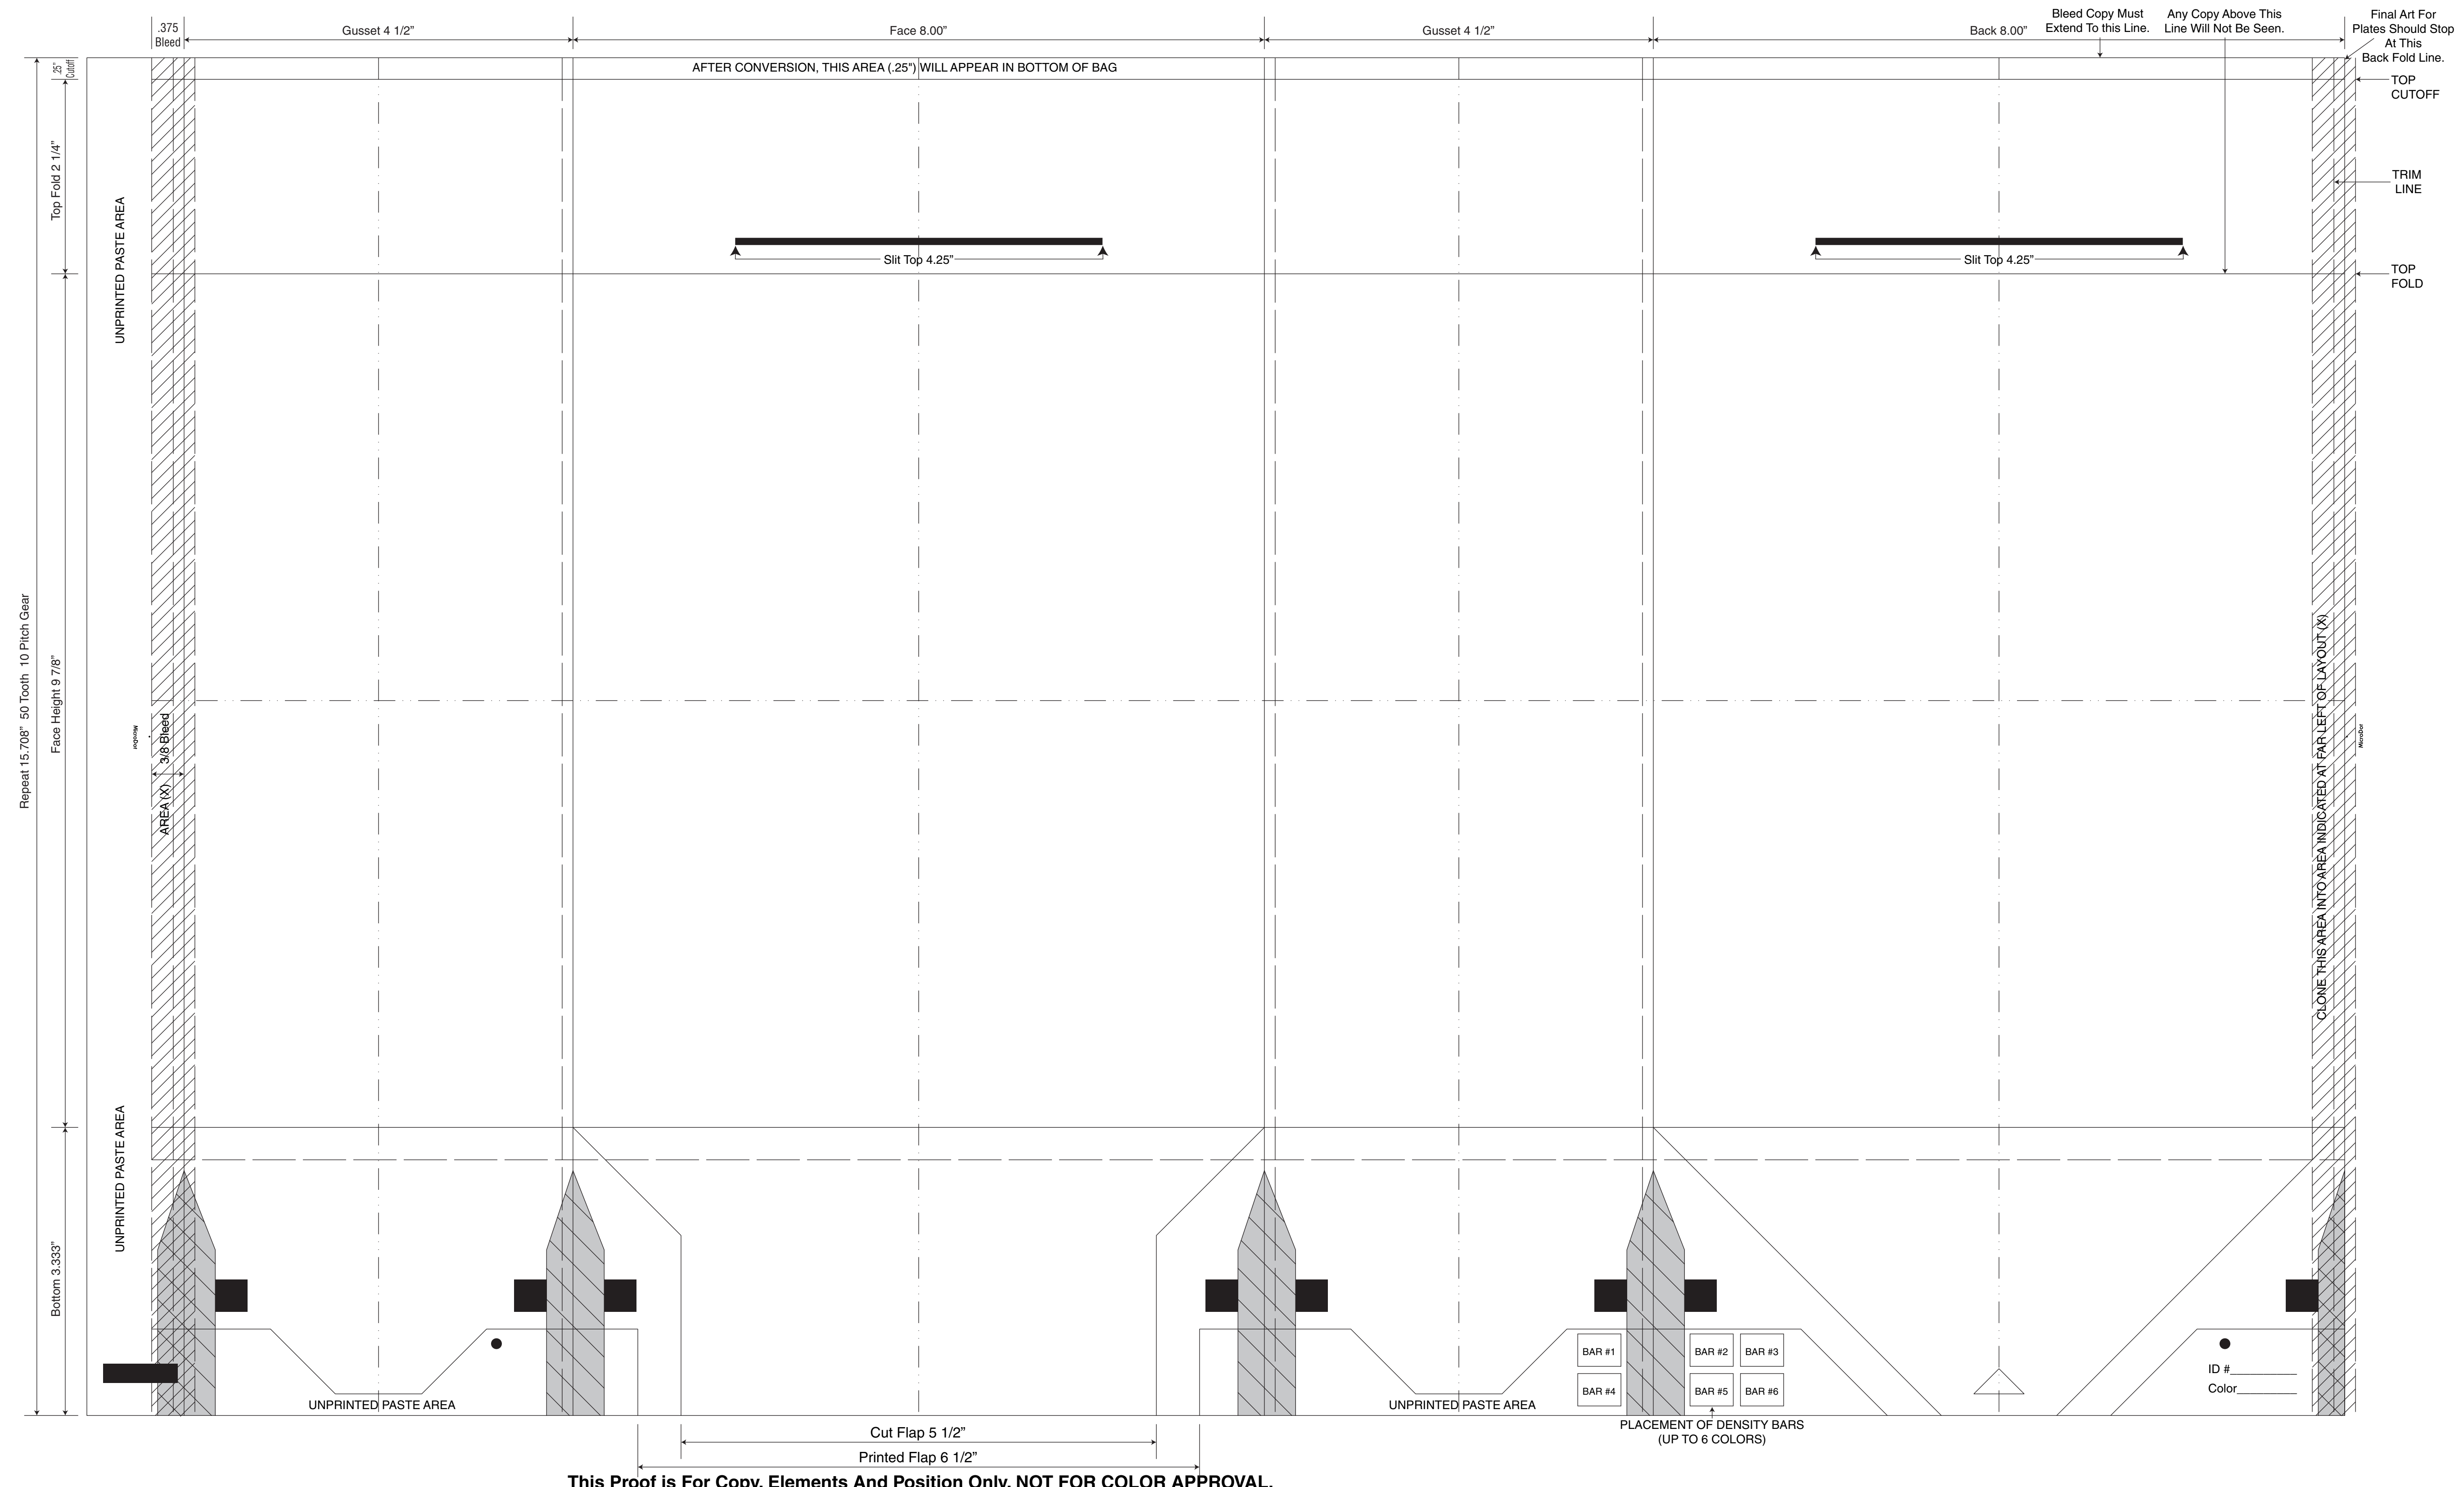 .375
Bleed
Gusset 4 1/2”
Face 8.00”
Gusset 4 1/2”
Back 8.00”
Bleed Copy Must
Extend To this Line.
Any Copy Above This
Line Will Not Be Seen.
Final Art For
Plates Should Stop
At This
Back Fold Line.
.25”
Cutoff
AFTER CONVERSION, THIS AREA (.25") WILL APPEAR IN BOTTOM OF BAG
TOP
CUTOFF
Top Fold 2 1/4”
UNPRINTED PASTE AREA
TRIM
LINE
Slit Top 4.25”
Slit Top 4.25”
TOP
FOLD
Repeat 15.708”  50 Tooth  10 Pitch Gear
Face Height 9 7/8”
MicroDot
3/8 Bleed
AREA (X)
CLONE THIS AREA INTO AREA INDICATED AT FAR LEFT OF LAYOUT (X)
MicroDot
UNPRINTED PASTE AREA
Bottom 3.333”
BAR #1
BAR #2
BAR #3
ID #
BAR #4
BAR #5
BAR #6
Color
UNPRINTED PASTE AREA
UNPRINTED PASTE AREA
PLACEMENT OF DENSITY BARS
(UP TO 6 COLORS)
Cut Flap 5 1/2”
Printed Flap 6 1/2”
This Proof is For Copy, Elements And Position Only. NOT FOR COLOR APPROVAL.